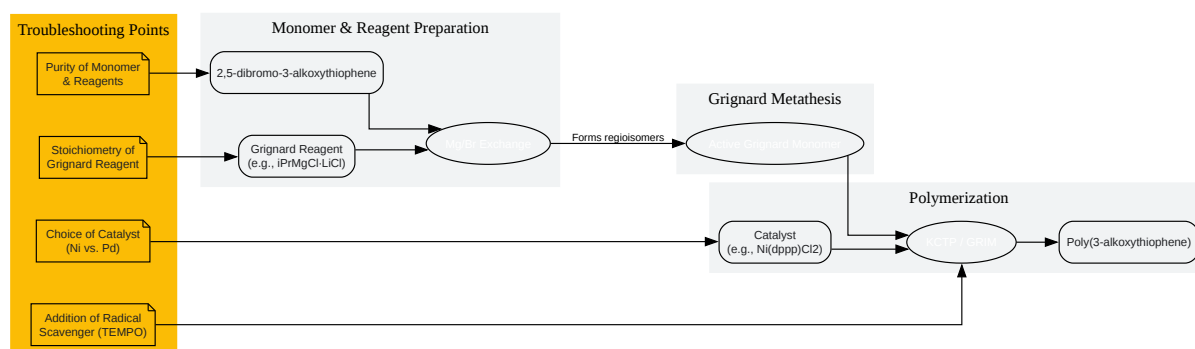 Troubleshooting Points
Purity of Monomer
& Reagents
Stoichiometry of
Grignard Reagent
Choice of Catalyst
(Ni vs. Pd)
Addition of Radical
Scavenger (TEMPO)
Monomer & Reagent Preparation
2,5-dibromo-3-alkoxythiophene
Grignard Reagent
(e.g., iPrMgCl·LiCl)
Mg/Br Exchange
Forms regioisomers
Grignard Metathesis
Active Grignard Monomer
Polymerization
Catalyst
(e.g., Ni(dppp)Cl2)
KCTP / GRIM
Poly(3-alkoxythiophene)